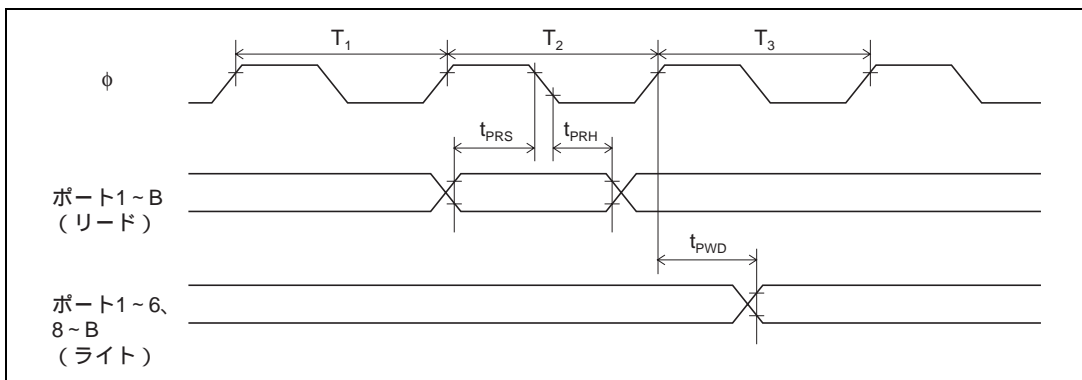 T₁ T₂ T₃
φ
tPRS tPRH
ポート1~B
(リード)
tPWD
ポート1~6、
8~B
(ライト)